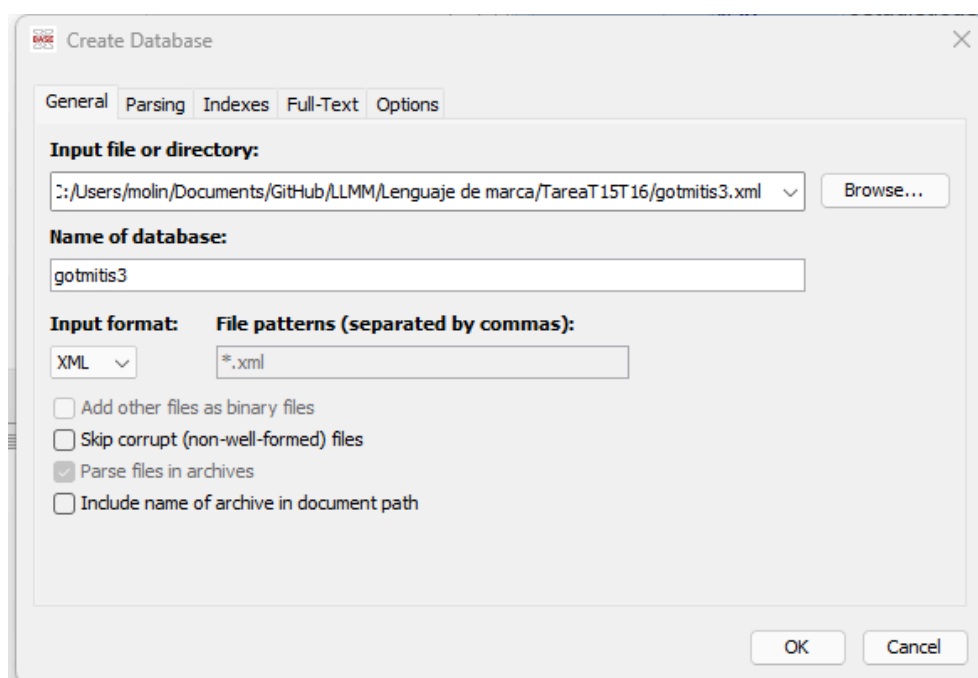 BASE Create Database
General Parsing Indexes Full-Text Options
Input file or directory:
:/Users/molin/Documents/GitHub/LLMM/Lenguaje de marca/TareaT15T16/gotmitis3.xml Browse...
Name of database:
gotmitis3
Input format: File patterns (separated by commas):
XML *.xml
Add other files as binary files
Skip corrupt (non-well-formed) files
Parse files in archives
Include name of archive in document path
OK Cancel